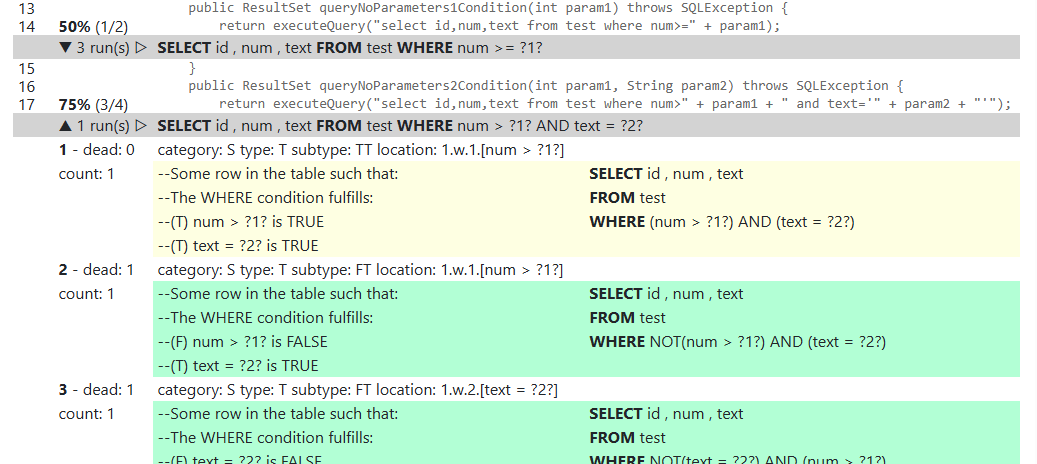 13 public ResultSet queryNoParameters1Condition(int param1) throws SQLException {
14 50% (1/2) return executeQuery("select id,num,text from test where num>=" + param1);
▼ 3 run(s) ▷ SELECT id , num , text FROM test WHERE num >= ?1?
15 }
16 public ResultSet queryNoParameters2Condition(int param1, String param2) throws SQLException {
17 75% (3/4) return executeQuery("select id,num,text from test where num>" + param1 + " and text='" + param2 + "'");
▲ 1 run(s) ▷ SELECT id , num , text FROM test WHERE num > ?1? AND text = ?2?
1 - dead: 0 category: S type: T subtype: TT location: 1.w.1.[num > ?1?]
count: 1 --Some row in the table such that: SELECT id , num , text
--The WHERE condition fulfills: FROM test
--(T) num > ?1? is TRUE WHERE (num > ?1?) AND (text = ?2?)
--(T) text = ?2? is TRUE
2 - dead: 1 category: S type: T subtype: FT location: 1.w.1.[num > ?1?]
count: 1 --Some row in the table such that: SELECT id , num , text
--The WHERE condition fulfills: FROM test
--(F) num > ?1? is FALSE WHERE NOT(num > ?1?) AND (text = ?2?)
--(T) text = ?2? is TRUE
3 - dead: 1 category: S type: T subtype: FT location: 1.w.2.[text = ?2?]
count: 1 --Some row in the table such that: SELECT id , num , text
--The WHERE condition fulfills: FROM test
--(F) text = ?2? is FALSE WHERE NOT(text = ?2?) AND (num > ?1?)